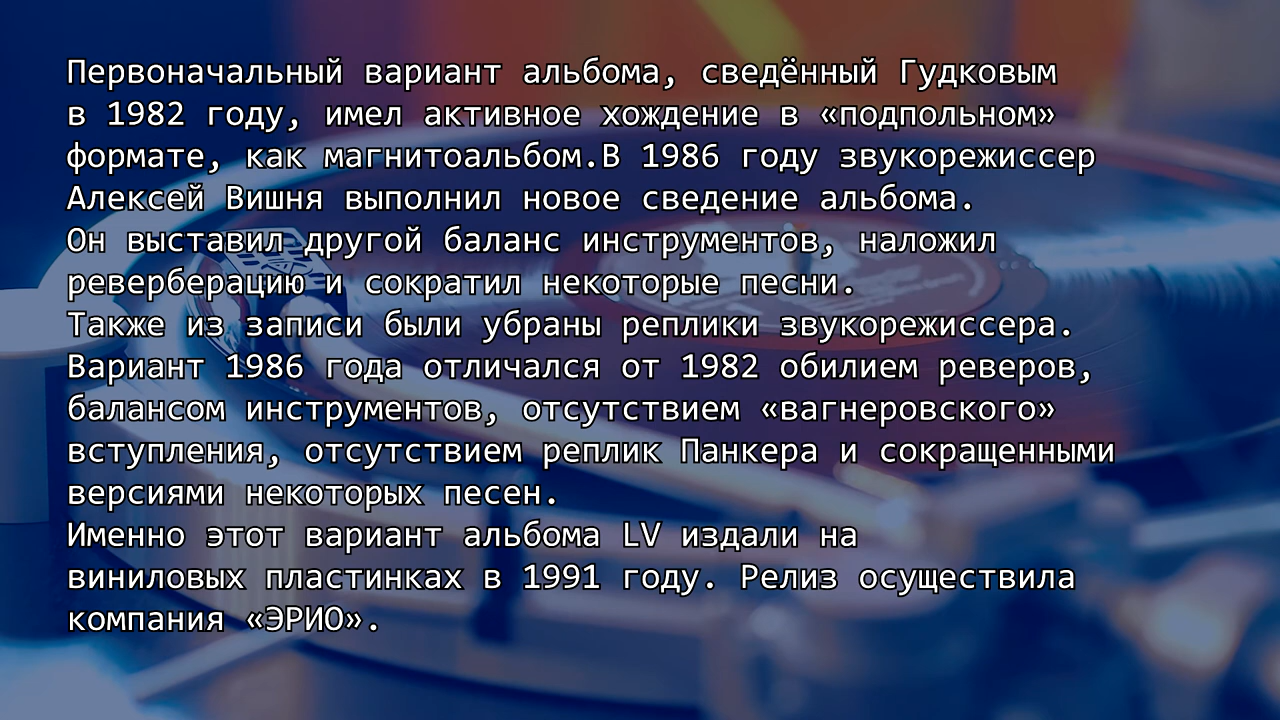 Первоначальный вариант альбома, сведённый Гудковым
в 1982 году, имел активное хождение в «подпольном»
формате, как магнитоальбом.В 1986 году звукорежиссер
Алексей Вишня выполнил новое сведение альбома.
Он выставил другой баланс инструментов, наложил
реверберацию и сократил некоторые песни.
Также из записи были убраны реплики звукорежиссера.
Вариант 1986 года отличался от 1982 обилием реверов,
балансом инструментов, отсутствием «вагнеровского»
вступления, отсутствием реплик Панкера и сокращенными
версиями некоторых песен.
Именно этот вариант альбома LV издали на
виниловых пластинках в 1991 году. Релиз осуществила
компания «ЭРИО».